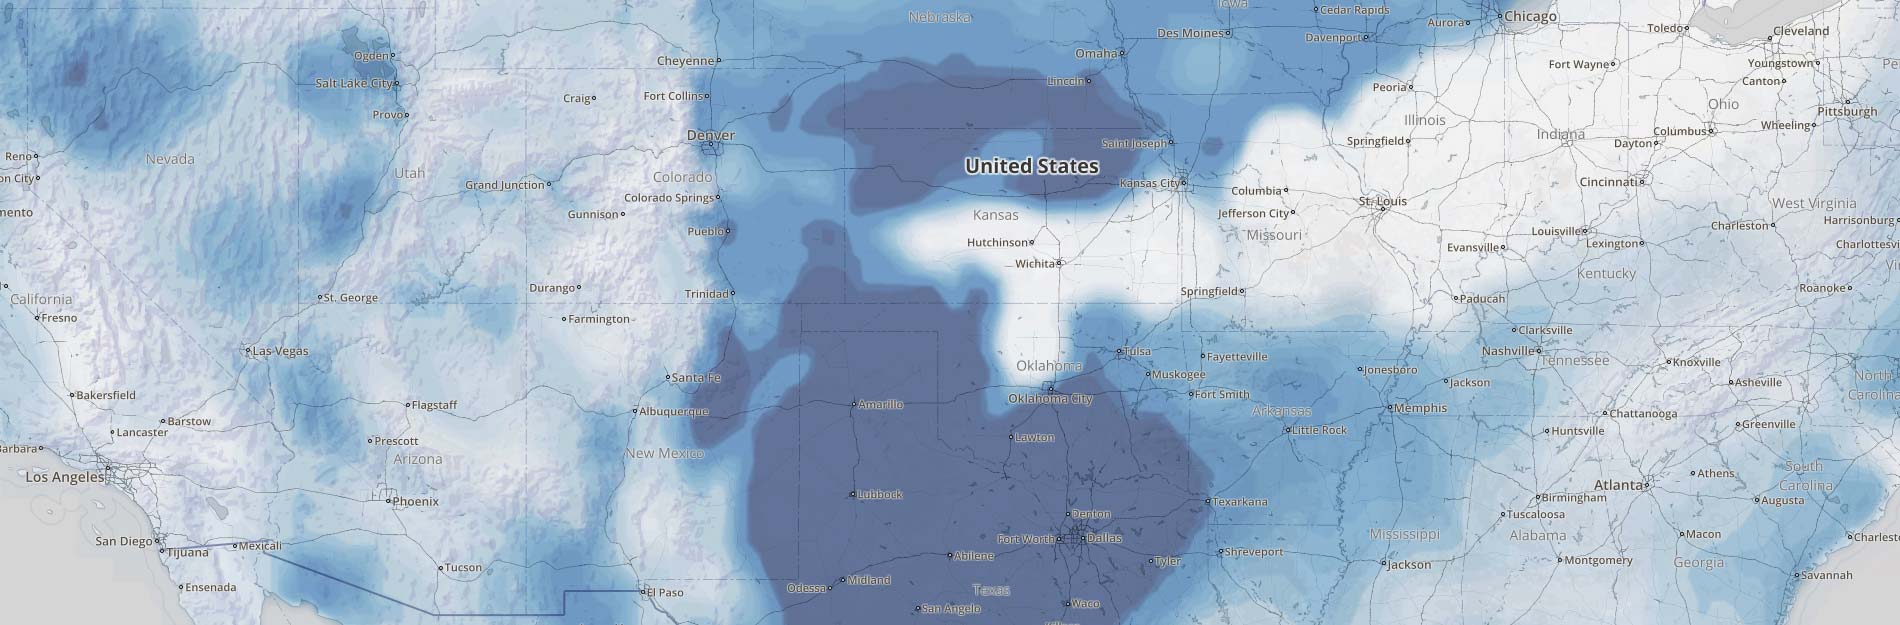 Nebraska
Iowa
Cedar Rapids
Chicago
Aurora
Toledo
Cleveland
Des Moines
Davenport
Omaha
Ogden
Cheyenne
Fort Wayne
Youngstown
Salt Lake City
Lincoln
Canton
Craig
Fort Collins
Peoria
Ohio
Pittsburgh
Provo
Illinois
Wheeling
Denver
Indiana
Columbus
Springfield
Saint Joseph
Dayton
Reno
Nevada
United States
Utah
Colorado
on City
Grand Junction
Kansas City
Cincinnati
Columbia
Colorado Springs
St. Louis
West Virginia
mento
Gunnison
Kansas
Jefferson City
Harrisonburg
Pueblo
Missouri
Charleston
Louisville
Hutchinson
Evansville
Lexington
Charlottesvi
Wichita
Kentucky
Durango
Trinidad
Springfield
Roanoke
California
St. George
Paducah
Fresno
Farmington
Clarksville
Las Vegas
Tulsa
Fayetteville
Nashville
Tennessee
Knoxville
Oklahoma
Santa Fe
Muskogee
Jonesboro
Jackson
Asheville
North
Carolina
Bakersfield
Fort Smith
Oklahoma City
Flagstaff
Amarillo
Albuquerque
Arkansas
Memphis
Chattanooga
Barstow
Greenville
Lancaster
Little Rock
Huntsville
Prescott
Lawton
arbara
Arizona
New Mexico
South
Carolina
Los Angeles
Athens
Atlanta
Phoenix
Lubbock
Texarkana
Birmingham
Augusta
Denton
Tuscaloosa
San Diego
Fort Worth
Dallas
Mississippi
Alabama
Macon
Charlest
Tijuana
Mexicali
Abilene
Tyler
Shreveport
Jackson
Montgomery
Georgia
Tucson
Midland
Savannah
Ensenada
Odessa
El Paso
Texas
San Angelo
Waco